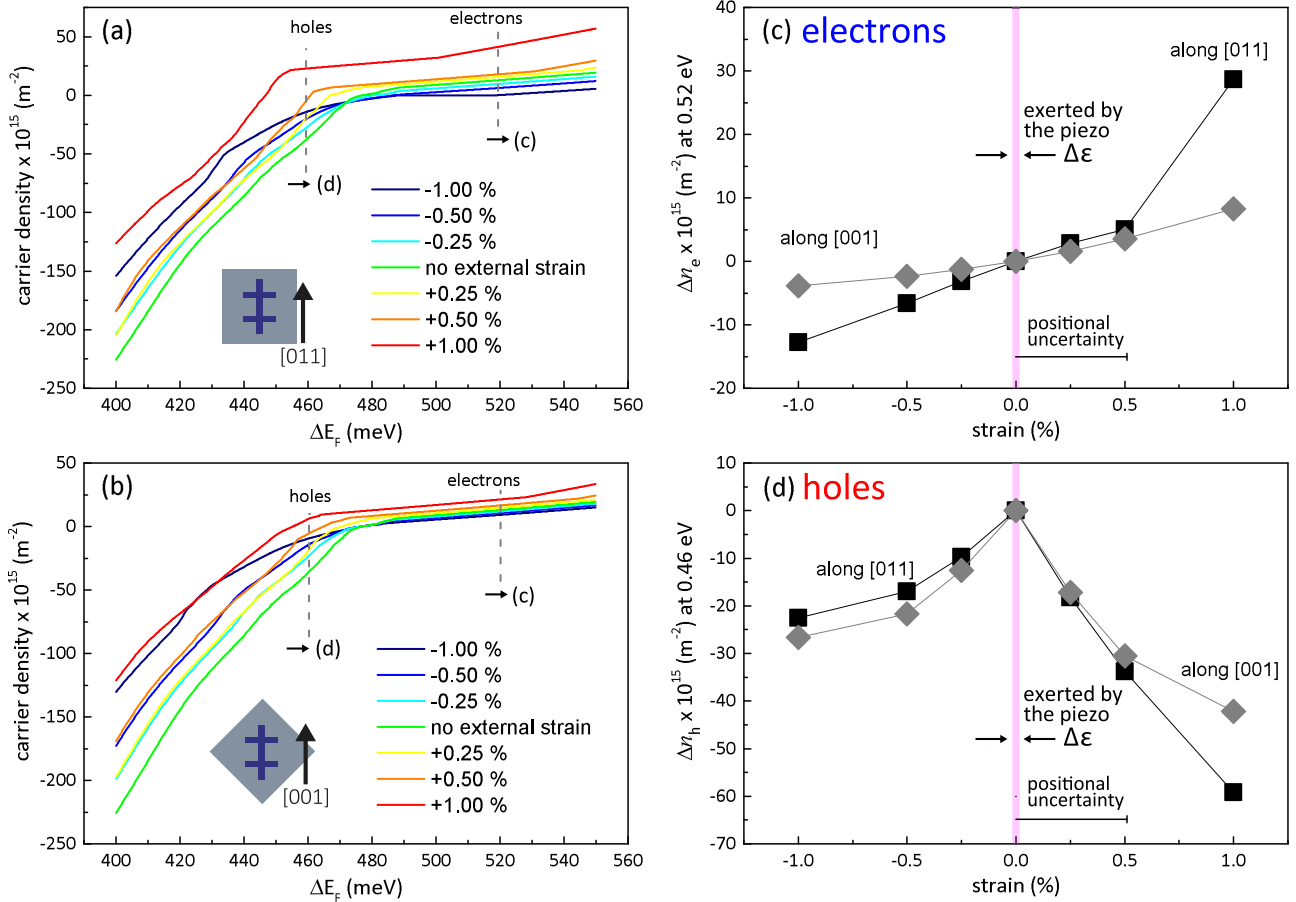 (a)
holes
electrons
(c)
(d)
-1.00 %
-0.50 %
-0.25 %
no external strain
+0.25 %
+0.50 %
+1.00 %
[011]
carrier density x 10¹⁵ (m⁻²)
50
0
-50
-100
-150
-200
-250
400 420 440 460 480 500 520 540 560
ΔE_F (meV)
(b)
holes
electrons
(c)
(d)
-1.00 %
-0.50 %
-0.25 %
no external strain
+0.25 %
+0.50 %
+1.00 %
[001]
carrier density x 10¹⁵ (m⁻²)
50
0
-50
-100
-150
-200
-250
400 420 440 460 480 500 520 540 560
ΔE_F (meV)
(c) electrons
along [011]
exerted by
the piezo
Δε
along [001]
positional
uncertainty
Δn_e x 10¹⁵ (m⁻²) at 0.52 eV
40
30
20
10
0
-10
-20
-1.0 -0.5 0.0 0.5 1.0
strain (%)
(d) holes
along [011]
along [001]
exerted by
the piezo
Δε
positional
uncertainty
Δn_h x 10¹⁵ (m⁻²) at 0.46 eV
10
0
-10
-20
-30
-40
-50
-60
-70
-1.0 -0.5 0.0 0.5 1.0
strain (%)